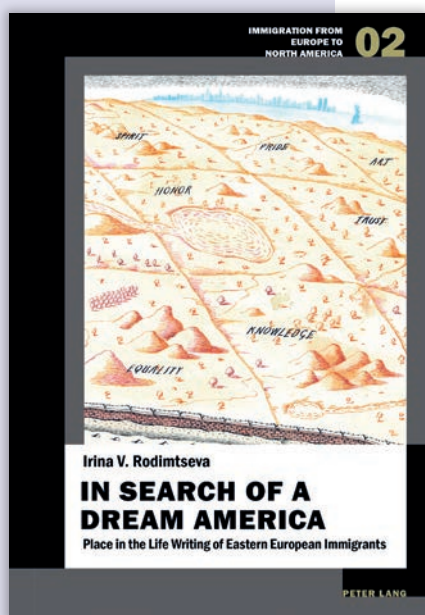 IMMIGRATION FROM
EUROPE TO
NORTH AMERICA
02
SPIRIT
PRIDE
ART
HONOR
TRUST
KNOWLEDGE
EQUALITY
Irina V. Rodimtseva
IN SEARCH OF A
DREAM AMERICA
Place in the Life Writing of Eastern European Immigrants
PETER LANG